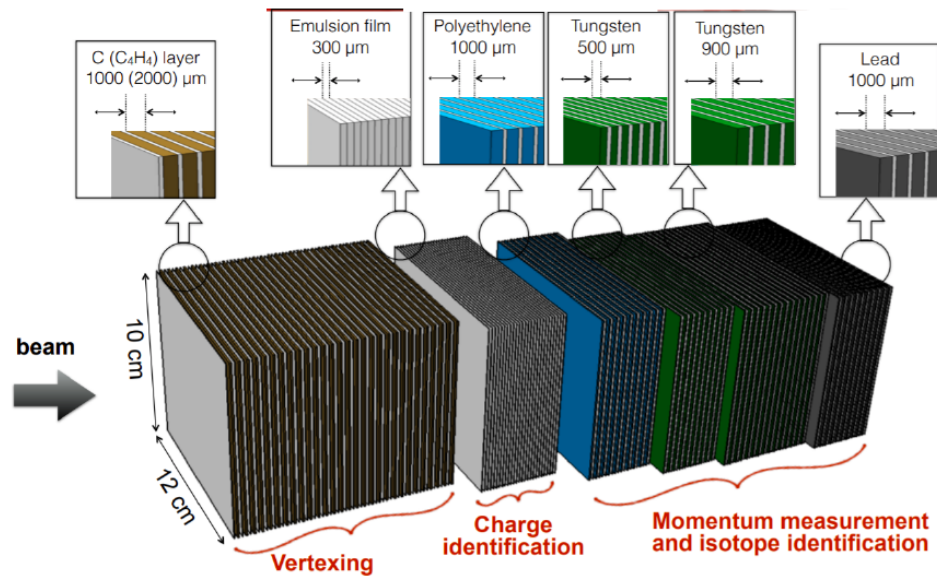 C (C₄H₄) layer
1000 (2000) μm
Emulsion film
300 μm
Polyethylene
1000 μm
Tungsten
500 μm
Tungsten
900 μm
Lead
1000 μm
beam
10 cm
12 cm
Vertexing
Charge
identification
Momentum measurement
and isotope identification